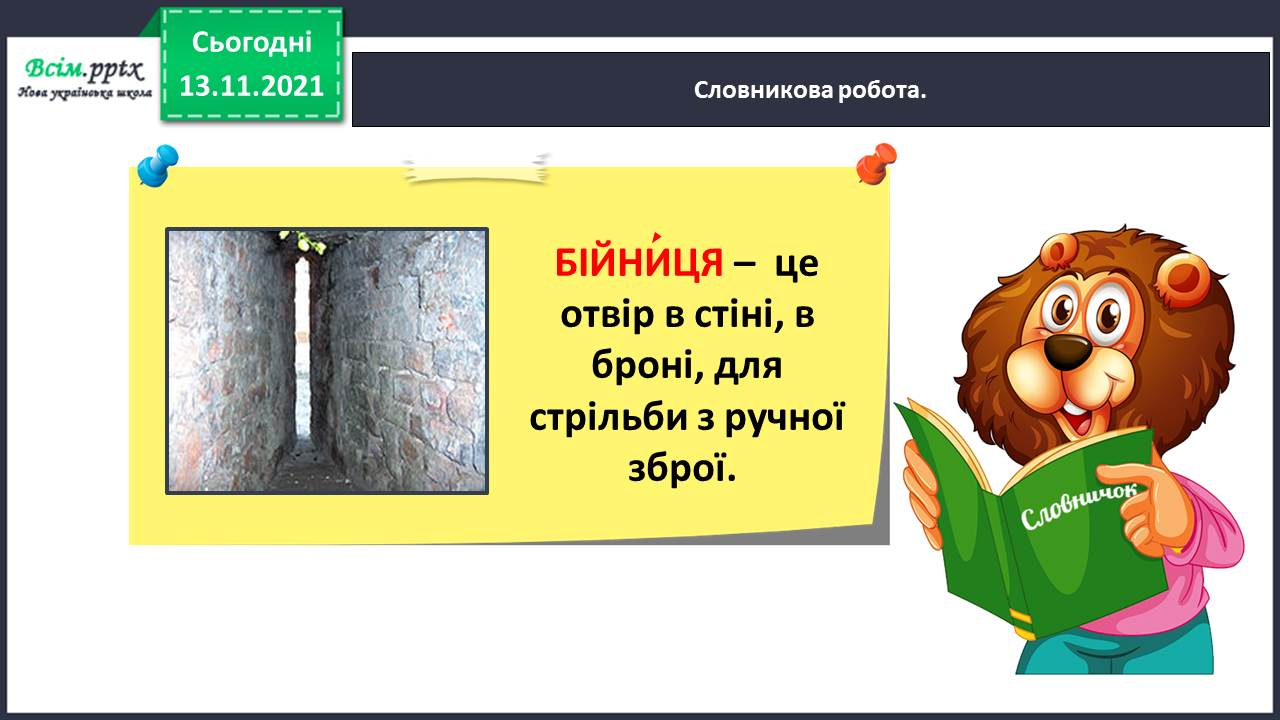 Всім.pptx
Нова українська школа
Сьогодні
13.11.2021
Словникова робота.
БІЙНИ́ЦЯ – це
отвір в стіні, в
броні, для
стрільби з ручної
зброї.
Словничок